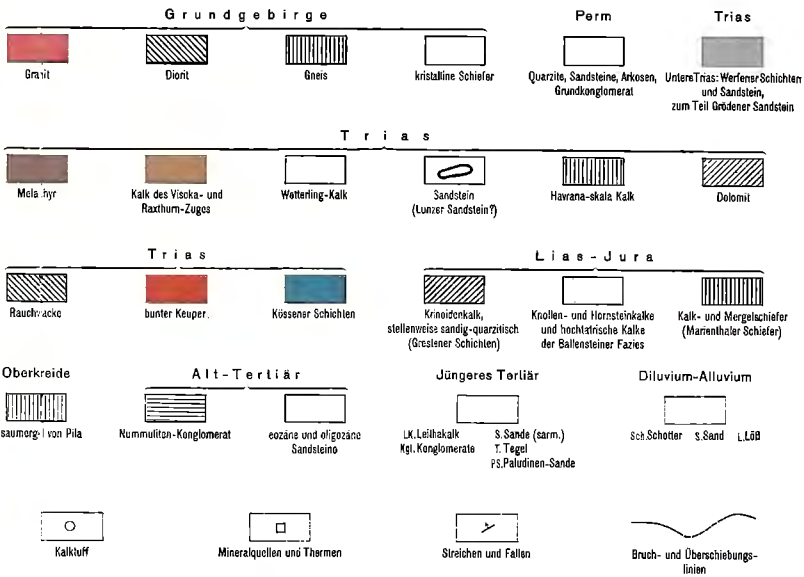 Grundgebirge Perm Trias
Granit Diorit Gneis kristalline Schiefer Quarzite, Sandsteine, Arkosen, Untere Trias: Werfener Schichten
Grundkonglomerat und Sandstein,
zum Teil Grödener Sandstein
Trias
Melaphyr Kalk des Visoka- und Wetterling-Kalk Sandstein Havrana-skala Kalk Dolomit
Raxthurn-Zuges (Lunzer Sandstein?)
Trias Lias-Jura
Rauchwacke bunter Keuper Kössener Schichten Krinoidenkalk, Knollen- und Hornsteinkalke Kalk- und Mergelschiefer
stellenweise sandig-quarzitisch und hochtatrische Kalke (Marienthaler Schiefer)
(Grestener Schichten) der Ballensteiner Fazies
Oberkreide Alt-Tertiär Jüngeres Tertiär Diluvium-Alluvium
von Pila Nummuliten-Konglomerat eozäne und oligozäne LK. Leithakalk S. Sande (sarm.) Sch. Schotter S. Sand L. Löß
Sandsteine Kgl. Konglomerate T. Tegel
PS. Paludinen-Sande
Kalktuff Mineralquellen und Thermen Streichen und Fallen Bruch- und Überschiebungs-
linien